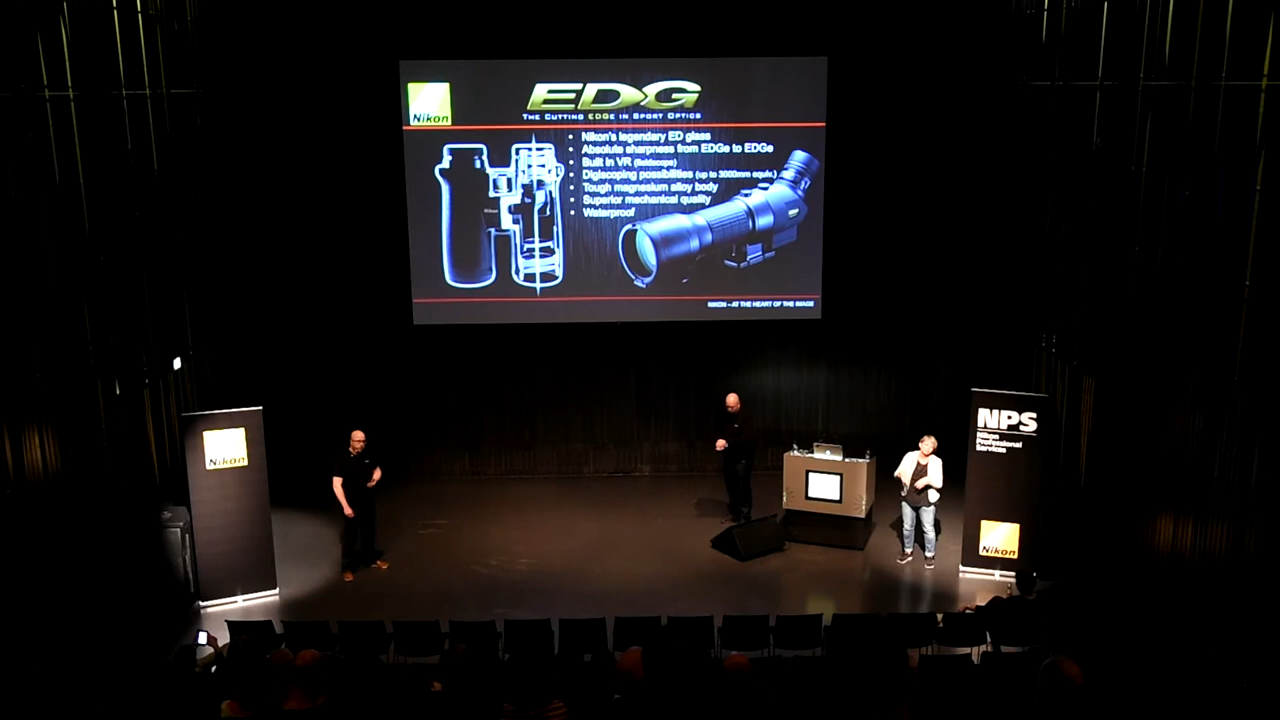 Nikon
EDG
THE CUTTING EDGE IN SPORT OPTICS
• Nikon's legendary ED glass
• Absolute sharpness from EDGe to EDGe
• Built in VR (fieldscope)
• Digiscoping possibilities (up to 3000mm equiv.)
• Tough magnesium alloy body
• Superior mechanical quality
• Waterproof
NIKON – AT THE HEART OF THE IMAGE
Nikon
NPS
Nikon
Professional
Services
Nikon